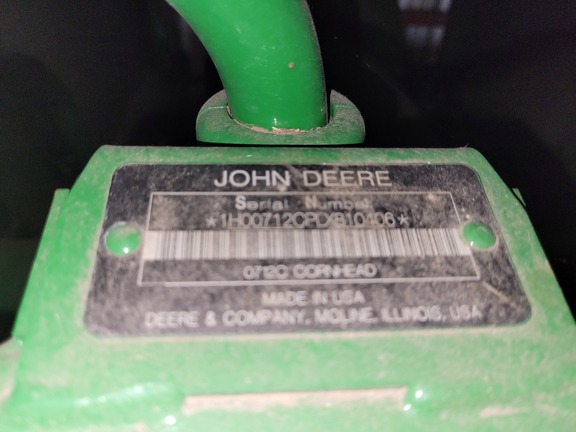 JOHN DEERE
Serial Number
*1H00712CPDX810406*
0712C CORNHEAD
MADE IN USA
DEERE & COMPANY, MOLINE, ILLINOIS, USA